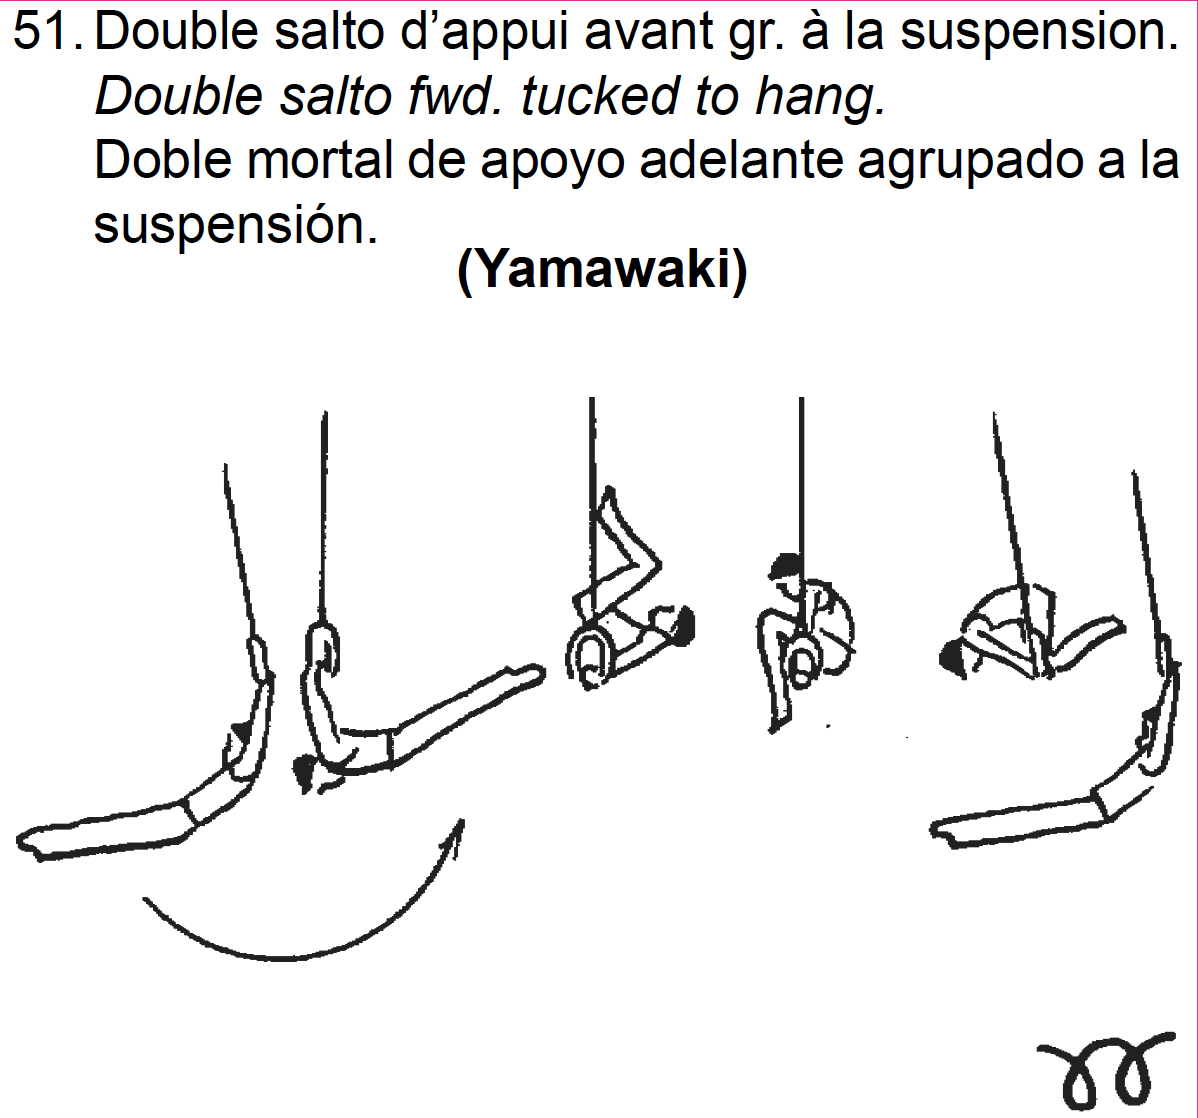 51. Double salto d’appui avant gr. à la suspension.
Double salto fwd. tucked to hang.
Doble mortal de apoyo adelante agrupado a la
suspensión.
(Yamawaki)